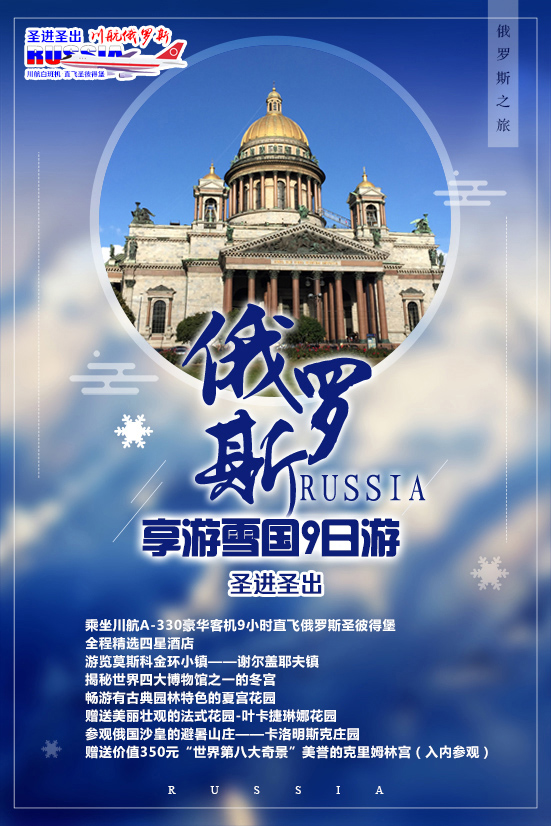 圣进圣出 川航俄罗斯
RUSSIA
川航白班机 直飞圣彼得堡
俄罗斯之旅
俄罗斯
RUSSIA
享游雪国9日游
圣进圣出
乘坐川航A-330豪华客机9小时直飞俄罗斯圣彼得堡
全程精选四星酒店
游览莫斯科金环小镇——谢尔盖耶夫镇
揭秘世界四大博物馆之一的冬宫
畅游有古典园林特色的夏宫花园
赠送美丽壮观的法式花园-叶卡捷琳娜花园
参观俄国沙皇的避暑山庄——卡洛明斯克庄园
赠送价值350元“世界第八大奇景”美誉的克里姆林宫（入内参观）
RUSSIA